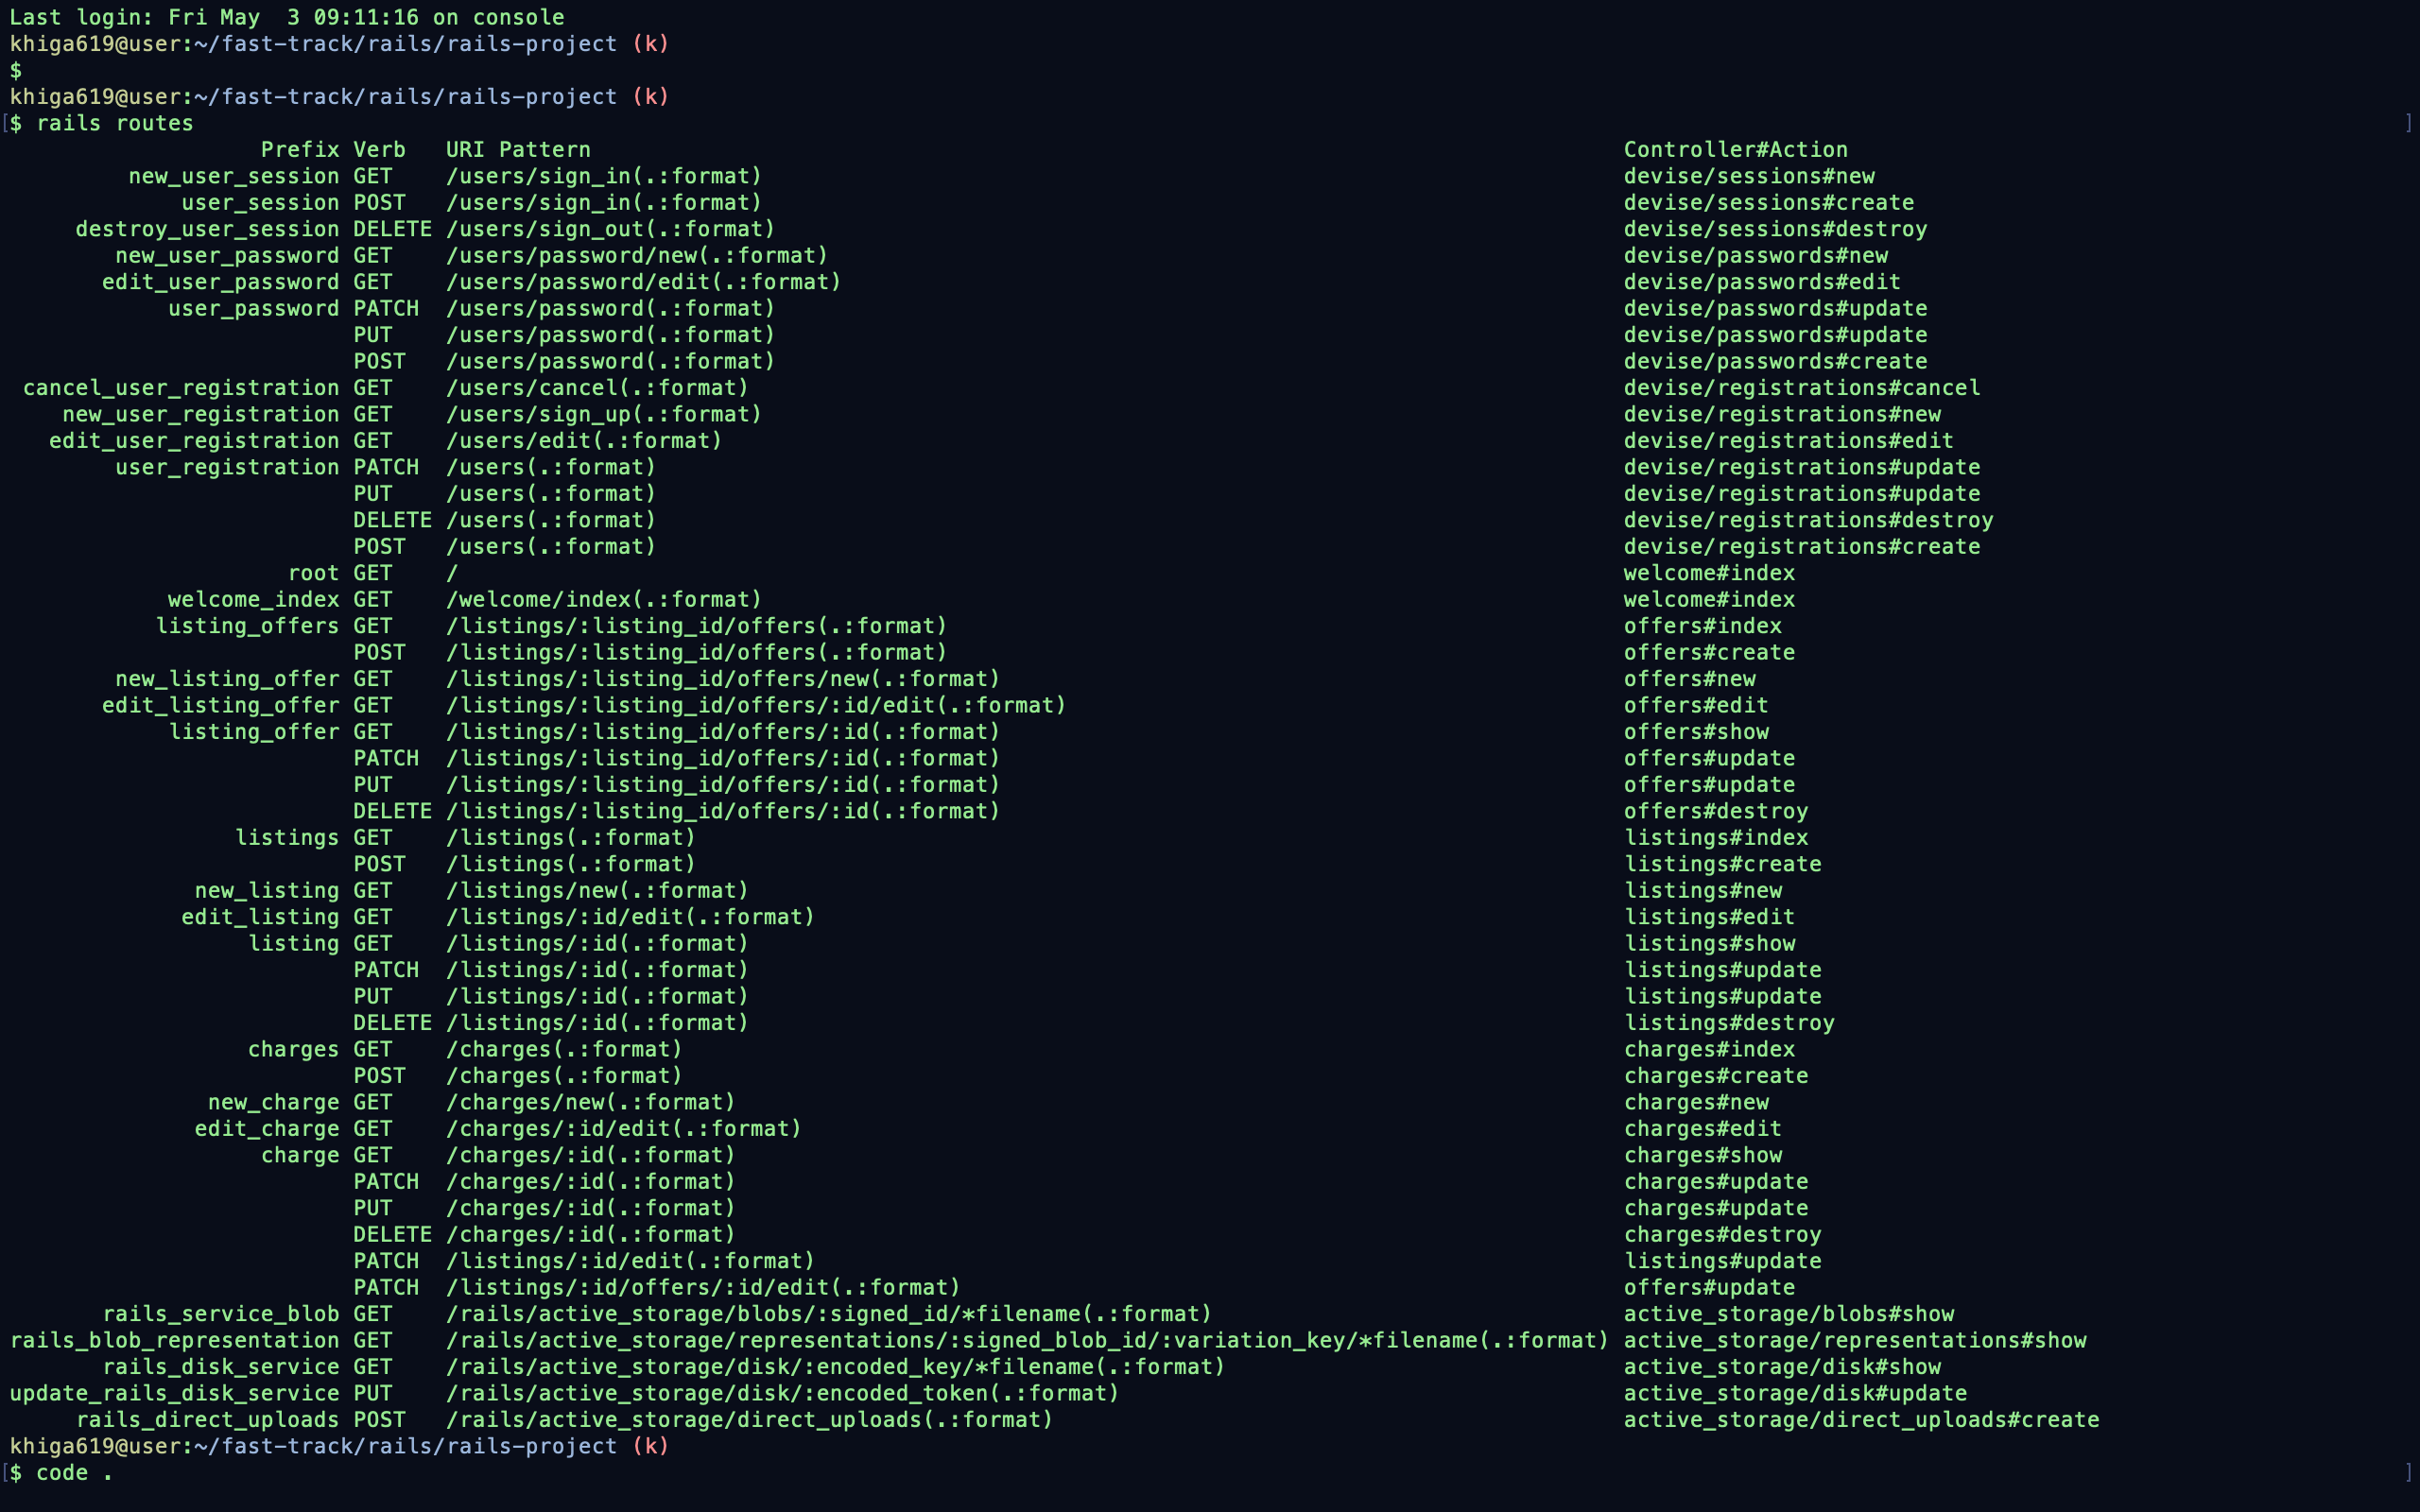 Last login: Fri May  3 09:11:16 on console
khiga619@user:~/fast-track/rails/rails-project (k)
$
khiga619@user:~/fast-track/rails/rails-project (k)
[$ rails routes ]
Prefix Verb   URI Pattern   Controller#Action
new_user_session GET    /users/sign_in(.:format)   devise/sessions#new
user_session POST   /users/sign_in(.:format)   devise/sessions#create
destroy_user_session DELETE /users/sign_out(.:format)   devise/sessions#destroy
new_user_password GET    /users/password/new(.:format)   devise/passwords#new
edit_user_password GET    /users/password/edit(.:format)   devise/passwords#edit
user_password PATCH  /users/password(.:format)   devise/passwords#update
PUT    /users/password(.:format)   devise/passwords#update
POST   /users/password(.:format)   devise/passwords#create
cancel_user_registration GET    /users/cancel(.:format)   devise/registrations#cancel
new_user_registration GET    /users/sign_up(.:format)   devise/registrations#new
edit_user_registration GET    /users/edit(.:format)   devise/registrations#edit
user_registration PATCH  /users(.:format)   devise/registrations#update
PUT    /users(.:format)   devise/registrations#update
DELETE /users(.:format)   devise/registrations#destroy
POST   /users(.:format)   devise/registrations#create
root GET    /   welcome#index
welcome_index GET    /welcome/index(.:format)   welcome#index
listing_offers GET    /listings/:listing_id/offers(.:format)   offers#index
POST   /listings/:listing_id/offers(.:format)   offers#create
new_listing_offer GET    /listings/:listing_id/offers/new(.:format)   offers#new
edit_listing_offer GET    /listings/:listing_id/offers/:id/edit(.:format)   offers#edit
listing_offer GET    /listings/:listing_id/offers/:id(.:format)   offers#show
PATCH  /listings/:listing_id/offers/:id(.:format)   offers#update
PUT    /listings/:listing_id/offers/:id(.:format)   offers#update
DELETE /listings/:listing_id/offers/:id(.:format)   offers#destroy
listings GET    /listings(.:format)   listings#index
POST   /listings(.:format)   listings#create
new_listing GET    /listings/new(.:format)   listings#new
edit_listing GET    /listings/:id/edit(.:format)   listings#edit
listing GET    /listings/:id(.:format)   listings#show
PATCH  /listings/:id(.:format)   listings#update
PUT    /listings/:id(.:format)   listings#update
DELETE /listings/:id(.:format)   listings#destroy
charges GET    /charges(.:format)   charges#index
POST   /charges(.:format)   charges#create
new_charge GET    /charges/new(.:format)   charges#new
edit_charge GET    /charges/:id/edit(.:format)   charges#edit
charge GET    /charges/:id(.:format)   charges#show
PATCH  /charges/:id(.:format)   charges#update
PUT    /charges/:id(.:format)   charges#update
DELETE /charges/:id(.:format)   charges#destroy
PATCH  /listings/:id/edit(.:format)   listings#update
PATCH  /listings/:id/offers/:id/edit(.:format)   offers#update
rails_service_blob GET    /rails/active_storage/blobs/:signed_id/*filename(.:format)   active_storage/blobs#show
rails_blob_representation GET    /rails/active_storage/representations/:signed_blob_id/:variation_key/*filename(.:format) active_storage/representations#show
rails_disk_service GET    /rails/active_storage/disk/:encoded_key/*filename(.:format)   active_storage/disk#show
update_rails_disk_service PUT    /rails/active_storage/disk/:encoded_token(.:format)   active_storage/disk#update
rails_direct_uploads POST   /rails/active_storage/direct_uploads(.:format)   active_storage/direct_uploads#create
khiga619@user:~/fast-track/rails/rails-project (k)
[$ code . ]